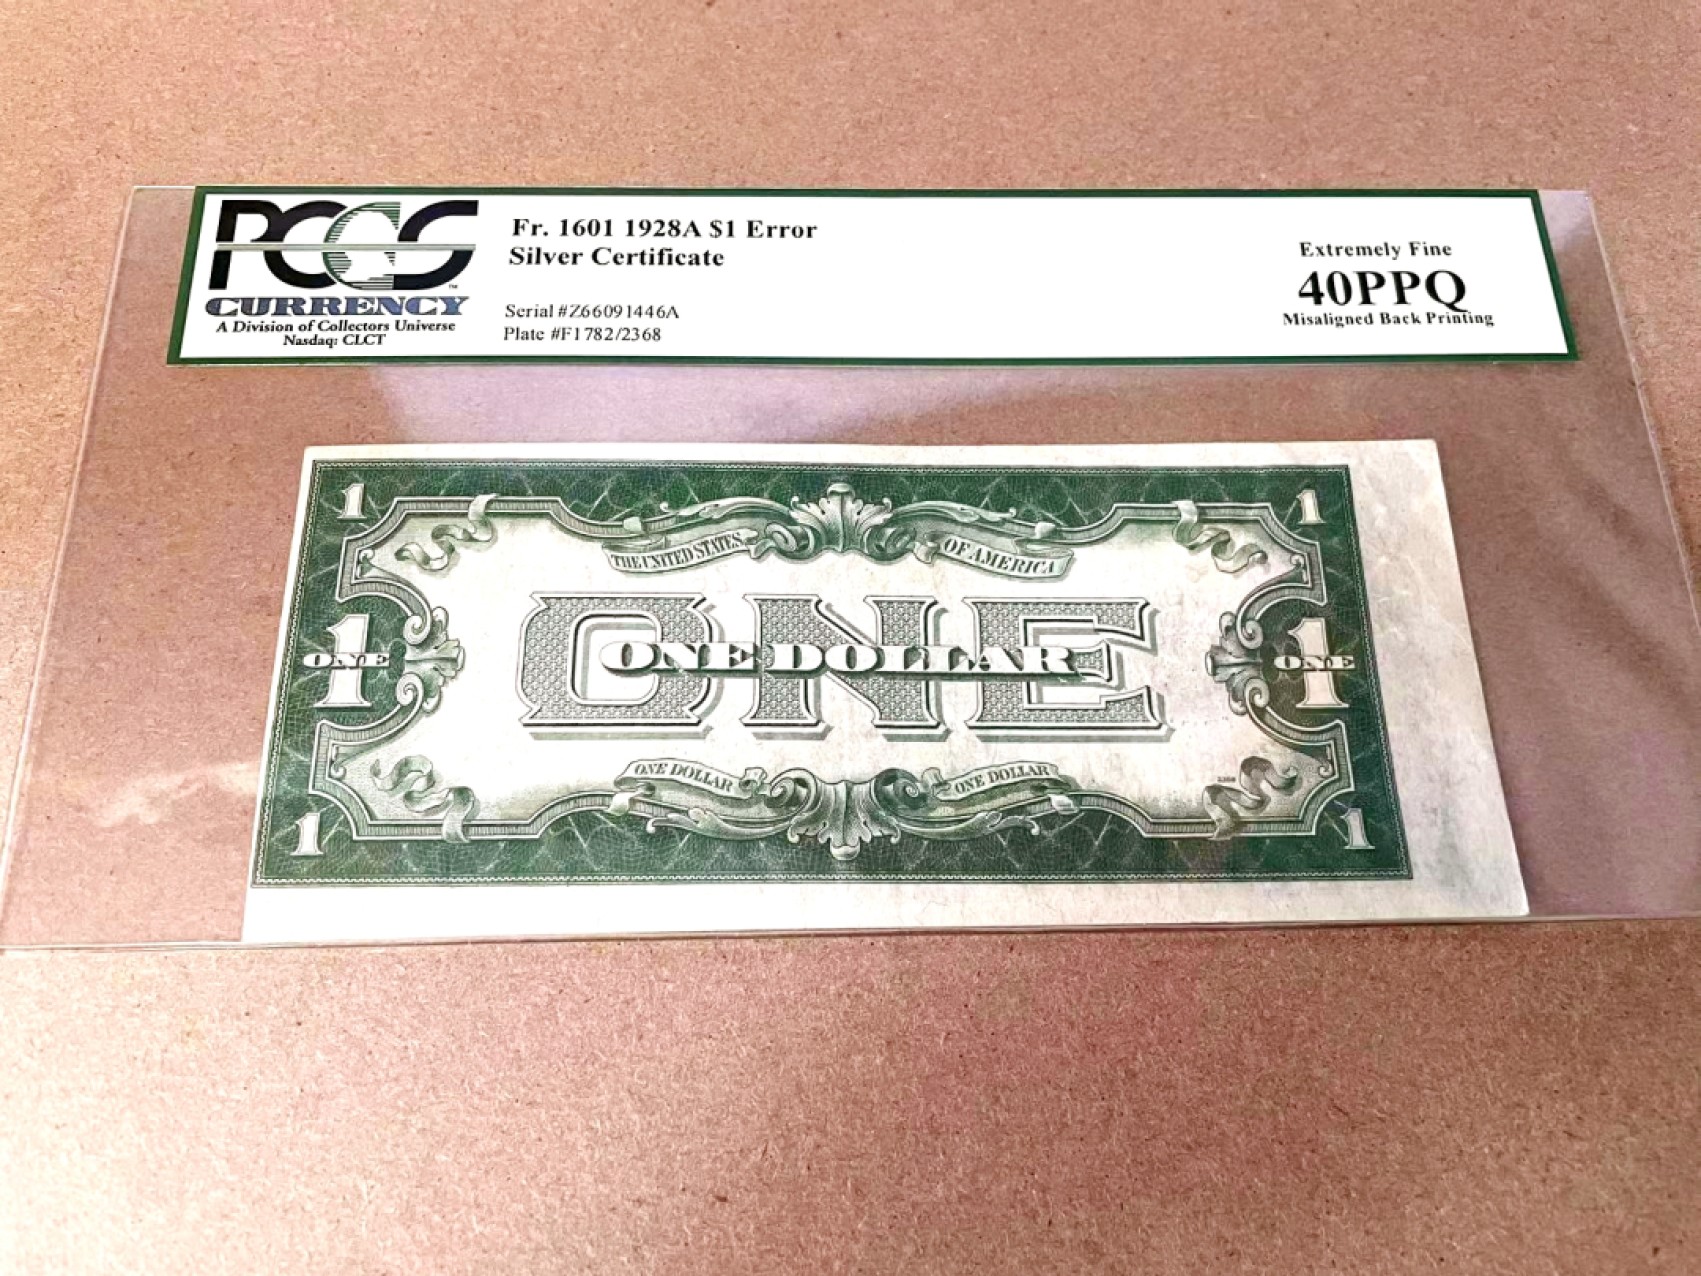 PCGS
CURRENCY
A Division of Collectors Universe
Nasdaq: CLCT
Fr. 1601 1928A $1 Error
Silver Certificate
Serial #Z66091446A
Plate #F1782/2368
Extremely Fine
40PPQ
Misaligned Back Printing
1 1
THE UNITED STATES OF AMERICA
ONE
1 ONE ONE DOLLAR 1 ONE
ONE DOLLAR ONE DOLLAR
2368
1 1